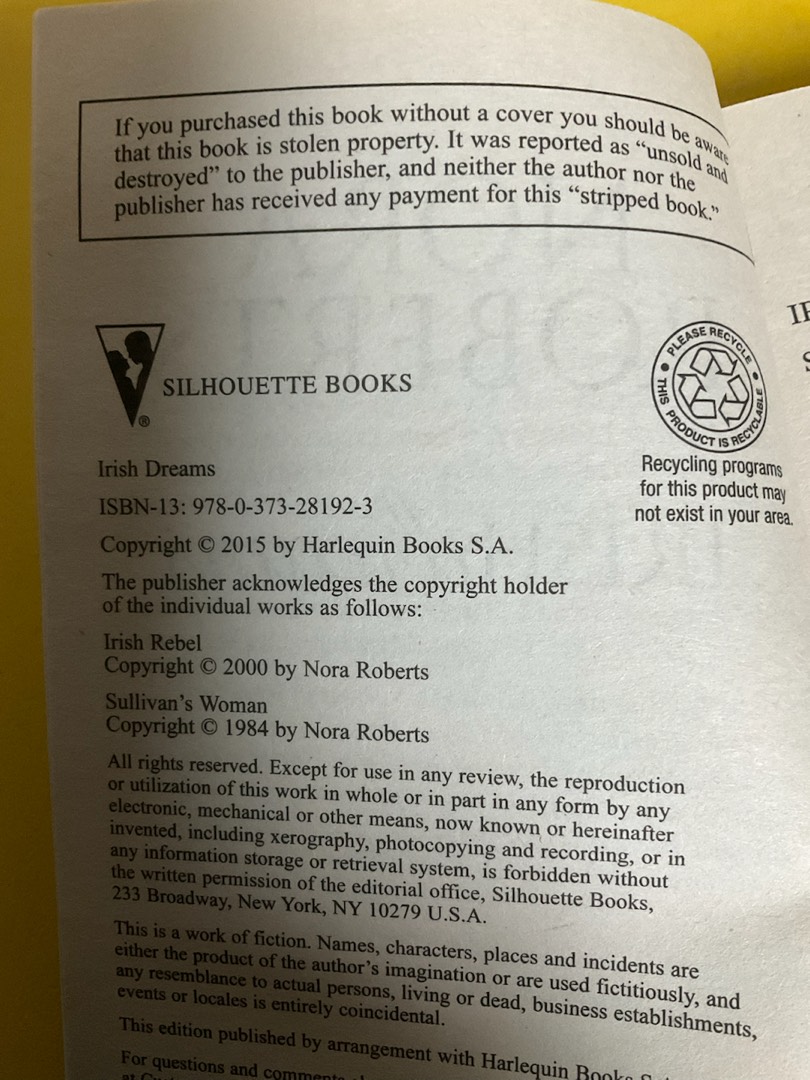 If you purchased this book without a cover you should be aware
that this book is stolen property. It was reported as “unsold and
destroyed” to the publisher, and neither the author nor the
publisher has received any payment for this “stripped book.”
SILHOUETTE BOOKS
®
PLEASE RECYCLE
THIS PRODUCT IS RECYCLABLE
Recycling programs
for this product may
not exist in your area.
Irish Dreams
ISBN-13: 978-0-373-28192-3
Copyright © 2015 by Harlequin Books S.A.
The publisher acknowledges the copyright holder
of the individual works as follows:
Irish Rebel
Copyright © 2000 by Nora Roberts
Sullivan’s Woman
Copyright © 1984 by Nora Roberts
All rights reserved. Except for use in any review, the reproduction
or utilization of this work in whole or in part in any form by any
electronic, mechanical or other means, now known or hereinafter
invented, including xerography, photocopying and recording, or in
any information storage or retrieval system, is forbidden without
the written permission of the editorial office, Silhouette Books,
233 Broadway, New York, NY 10279 U.S.A.
This is a work of fiction. Names, characters, places and incidents are
either the product of the author’s imagination or are used fictitiously, and
any resemblance to actual persons, living or dead, business establishments,
events or locales is entirely coincidental.
This edition published by arrangement with Harlequin Books
For questions and comments